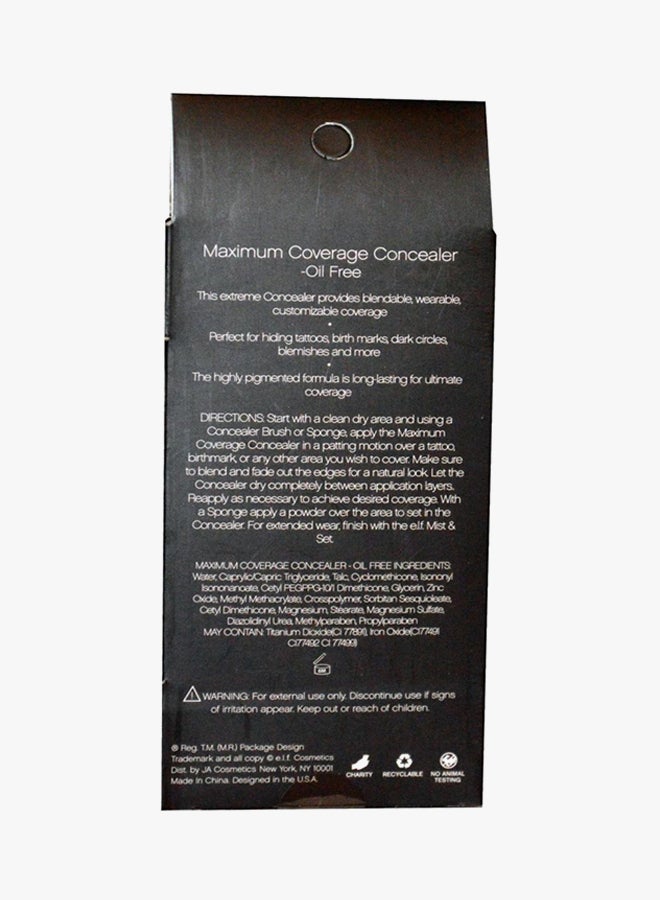 Maximum Coverage Concealer
-Oil Free
This extreme Concealer provides blendable, wearable,
customizable coverage
•
Perfect for hiding tattoos, birth marks, dark circles,
blemishes and more
•
The highly pigmented formula is long-lasting for ultimate
coverage
DIRECTIONS: Start with a clean dry area and using a
Concealer Brush or Sponge, apply the Maximum
Coverage Concealer in a patting motion over a tattoo,
birthmark, or any other area you wish to cover. Make sure
to blend and fade out the edges for a natural look. Let the
Concealer dry completely between application layers.
Reapply as necessary to achieve desired coverage. With
a Sponge apply a powder over the area to set in the
Concealer. For extended wear, finish with the e.l.f. Mist &
Set.
MAXIMUM COVERAGE CONCEALER - OIL FREE INGREDIENTS:
Water, Caprylic/Capric Triglyceride, Talc, Cyclomethicone, Isononyl
Isononanoate, Cetyl PEGPPG-10/1 Dimethicone, Glycerin, Zinc
Oxide, Methyl Methacrylate, Crosspolymer, Sorbitan Sesquioleate,
Cetyl Dimethicone, Magnesium, Stearate, Magnesium Sulfate,
Diazolidinyl Urea, Methylparaben, Propylparaben
MAY CONTAIN: Titanium Dioxide(CI 77891), Iron Oxide(CI77491
CI77492 CI 77499)
6M
WARNING: For external use only. Discontinue use if signs
of irritation appear. Keep out or reach of children.
® Reg. T.M. (M.R.) Package Design
Trademark and all copy © e.l.f. Cosmetics
Dist. by JA Cosmetics New York, NY 10001
Made in China. Designed in the U.S.A.
CHARITY
RECYCLABLE
NO ANIMAL
TESTING